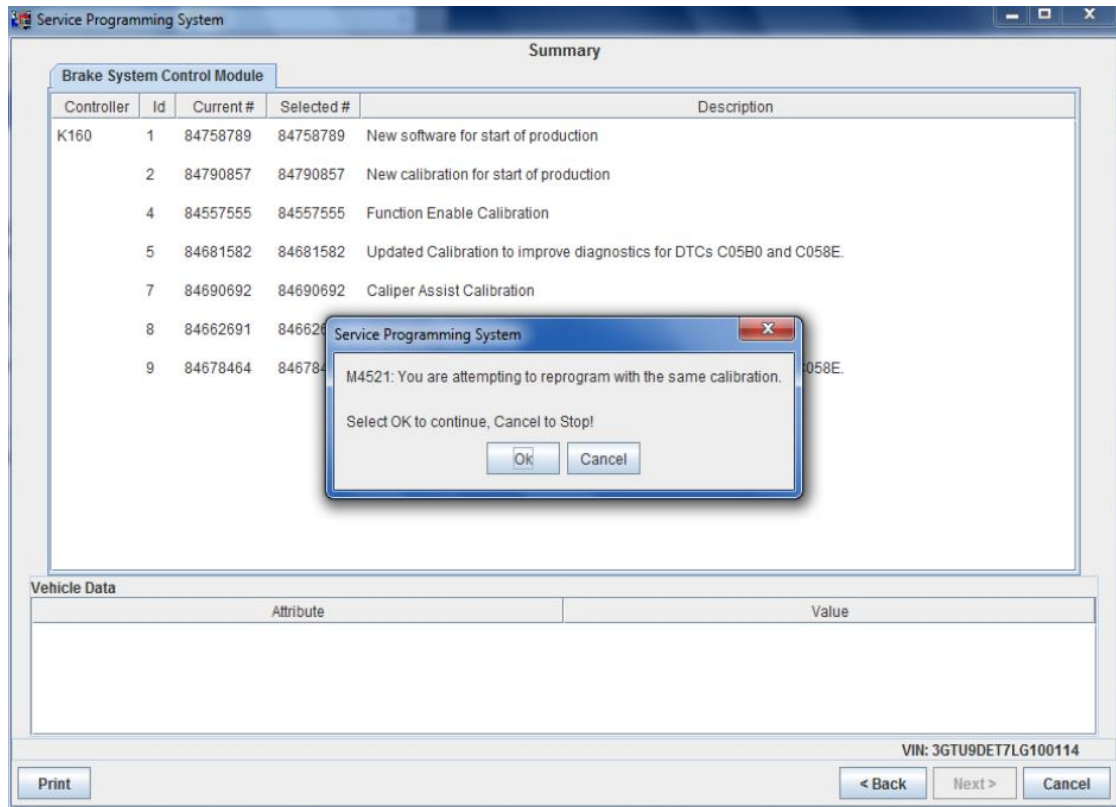 Service Programming System
Summary
Brake System Control Module
Controller Id Current # Selected # Description
K160 1 84758789 84758789 New software for start of production
2 84790857 84790857 New calibration for start of production
4 84557555 84557555 Function Enable Calibration
5 84681582 84681582 Updated Calibration to improve diagnostics for DTCs C05B0 and C058E.
7 84690692 84690692 Caliper Assist Calibration
8 84662691
9 84678464
Service Programming System
M4521: You are attempting to reprogram with the same calibration.
Select OK to continue, Cancel to Stop!
Ok Cancel
Vehicle Data
Attribute Value
VIN: 3GTU9DET7LG100114
Print < Back Next > Cancel